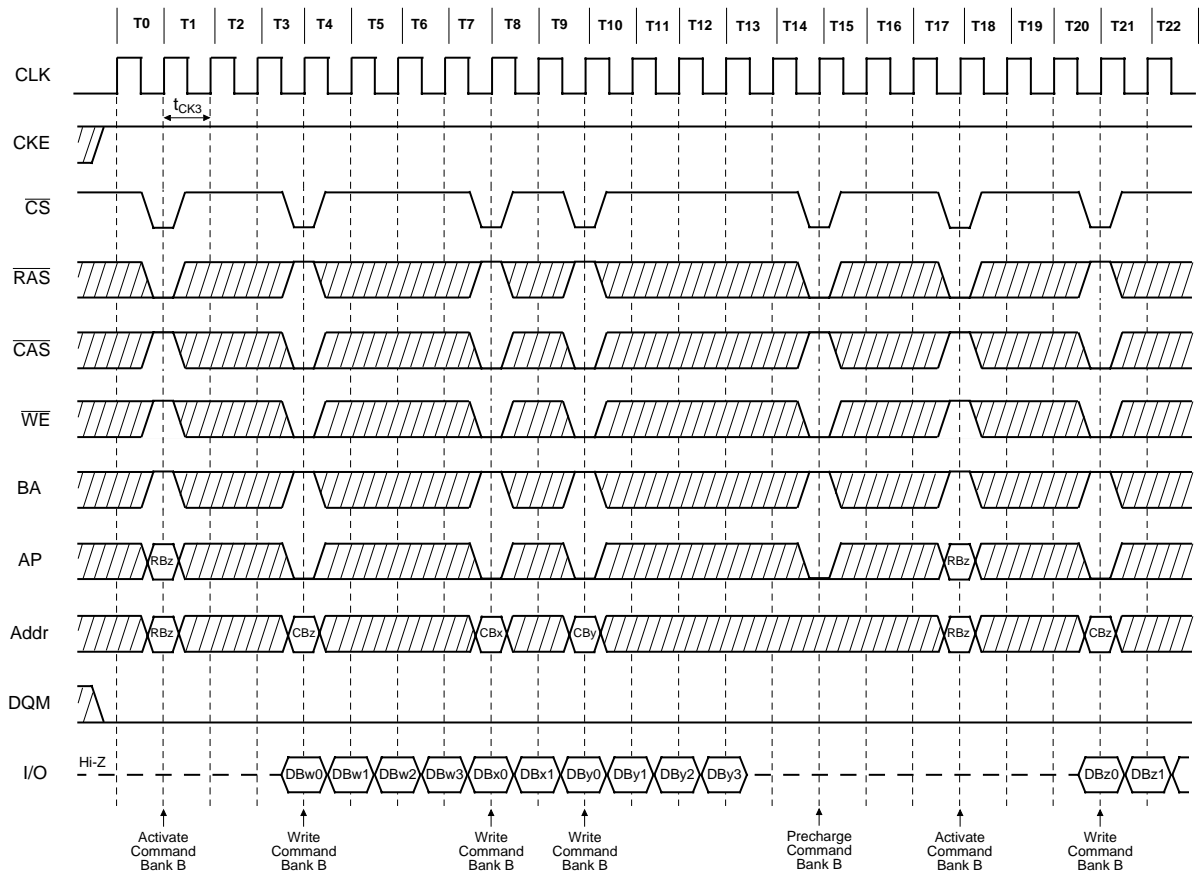 T0 T1 T2 T3 T4 T5 T6 T7 T8 T9 T10 T11 T12 T13 T14 T15 T16 T17 T18 T19 T20 T21 T22
CLK
tCK3
CKE
CS
RAS
CAS
WE
BA
AP RBz RBz
Addr RBz CBz CBx CBy RBz CBz
DQM
I/O Hi-Z DBw0 DBw1 DBw2 DBw3 DBx0 DBx1 DBy0 DBy1 DBy2 DBy3 DBz0 DBz1
Activate Command Bank B
Write Command Bank B
Write Command Bank B
Write Command Bank B
Precharge Command Bank B
Activate Command Bank B
Write Command Bank B